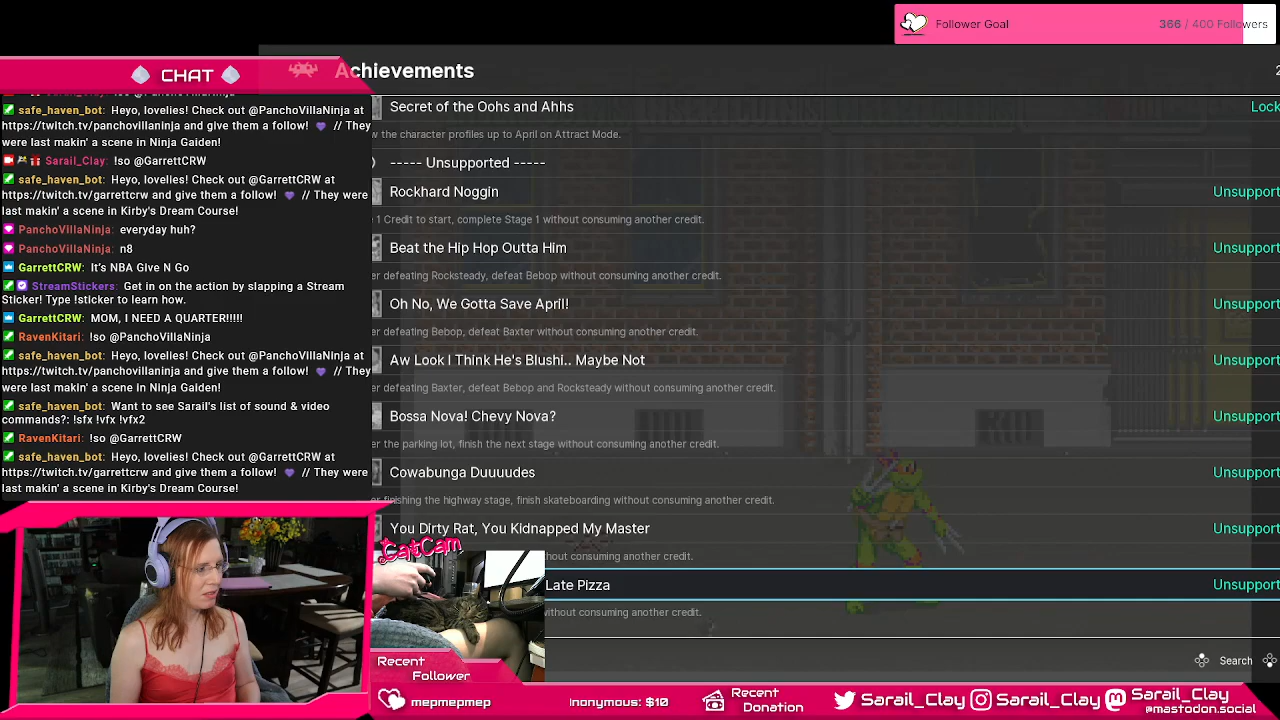 Follower Goal
366 / 400 Followers
CHAT
safe_haven_bot: Heyo, lovelies! Check out @PanchoVillaNinja at
https://twitch.tv/panchovillaninja and give them a follow! 💜 // They
were last makin' a scene in Ninja Gaiden!
Sarail_Clay: !so @GarrettCRW
safe_haven_bot: Heyo, lovelies! Check out @GarrettCRW at
https://twitch.tv/garrettcrw and give them a follow! 💜 // They were
last makin' a scene in Kirby's Dream Course!
PanchoVillaNinja: everyday huh?
PanchoVillaNinja: n8
GarrettCRW: It's NBA Give N Go
StreamStickers: Get in on the action by slapping a Stream
Sticker! Type !sticker to learn how.
GarrettCRW: MOM, I NEED A QUARTER!!!!!
RavenKitari: !so @PanchoVillaNinja
safe_haven_bot: Heyo, lovelies! Check out @PanchoVillaNinja at
https://twitch.tv/panchovillaninja and give them a follow! 💜 // They
were last makin' a scene in Ninja Gaiden!
safe_haven_bot: Want to see Sarail's list of sound & video
commands?: !sfx !vfx !vfx2
RavenKitari: !so @GarrettCRW
safe_haven_bot: Heyo, lovelies! Check out @GarrettCRW at
https://twitch.tv/garrettcrw and give them a follow! 💜 // They were
last makin' a scene in Kirby's Dream Course!
Achievements
Secret of the Oohs and Ahhs
Lock
w the character profiles up to April on Attract Mode.
----- Unsupported -----
Rockhard Noggin
Unsupport
1 Credit to start, complete Stage 1 without consuming another credit.
Beat the Hip Hop Outta Him
Unsupport
er defeating Rocksteady, defeat Bebop without consuming another credit.
Oh No, We Gotta Save April!
Unsupport
er defeating Bebop, defeat Baxter without consuming another credit.
Aw Look I Think He's Blushi.. Maybe Not
Unsupport
er defeating Baxter, defeat Bebop and Rocksteady without consuming another credit.
Bossa Nova! Chevy Nova?
Unsupport
er the parking lot, finish the next stage without consuming another credit.
Cowabunga Duuuudes
Unsupport
er finishing the highway stage, finish skateboarding without consuming another credit.
You Dirty Rat, You Kidnapped My Master
Unsupport
ithout consuming another credit.
Late Pizza
Unsupport
without consuming another credit.
Search
CatCam
Recent
Follower
mepmepmep
Inonymous: $10
Recent
Donation
Sarail_Clay
Sarail_Clay
Sarail_Clay
@mastodon.social